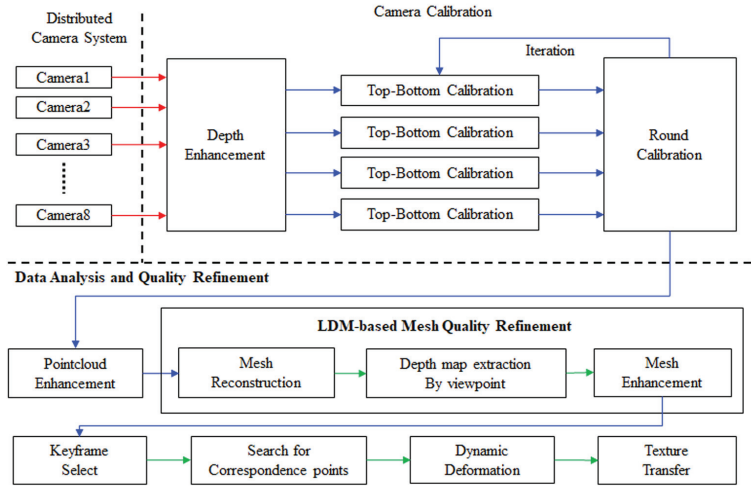 Distributed
Camera System
Camera Calibration
Iteration
Camera1
Camera2
Camera3
Camera8
Depth
Enhancement
Top-Bottom Calibration
Top-Bottom Calibration
Top-Bottom Calibration
Top-Bottom Calibration
Round
Calibration
Data Analysis and Quality Refinement
LDM-based Mesh Quality Refinement
Pointcloud
Enhancement
Mesh
Reconstruction
Depth map extraction
By viewpoint
Mesh
Enhancement
Keyframe
Select
Search for
Correspondence points
Dynamic
Deformation
Texture
Transfer